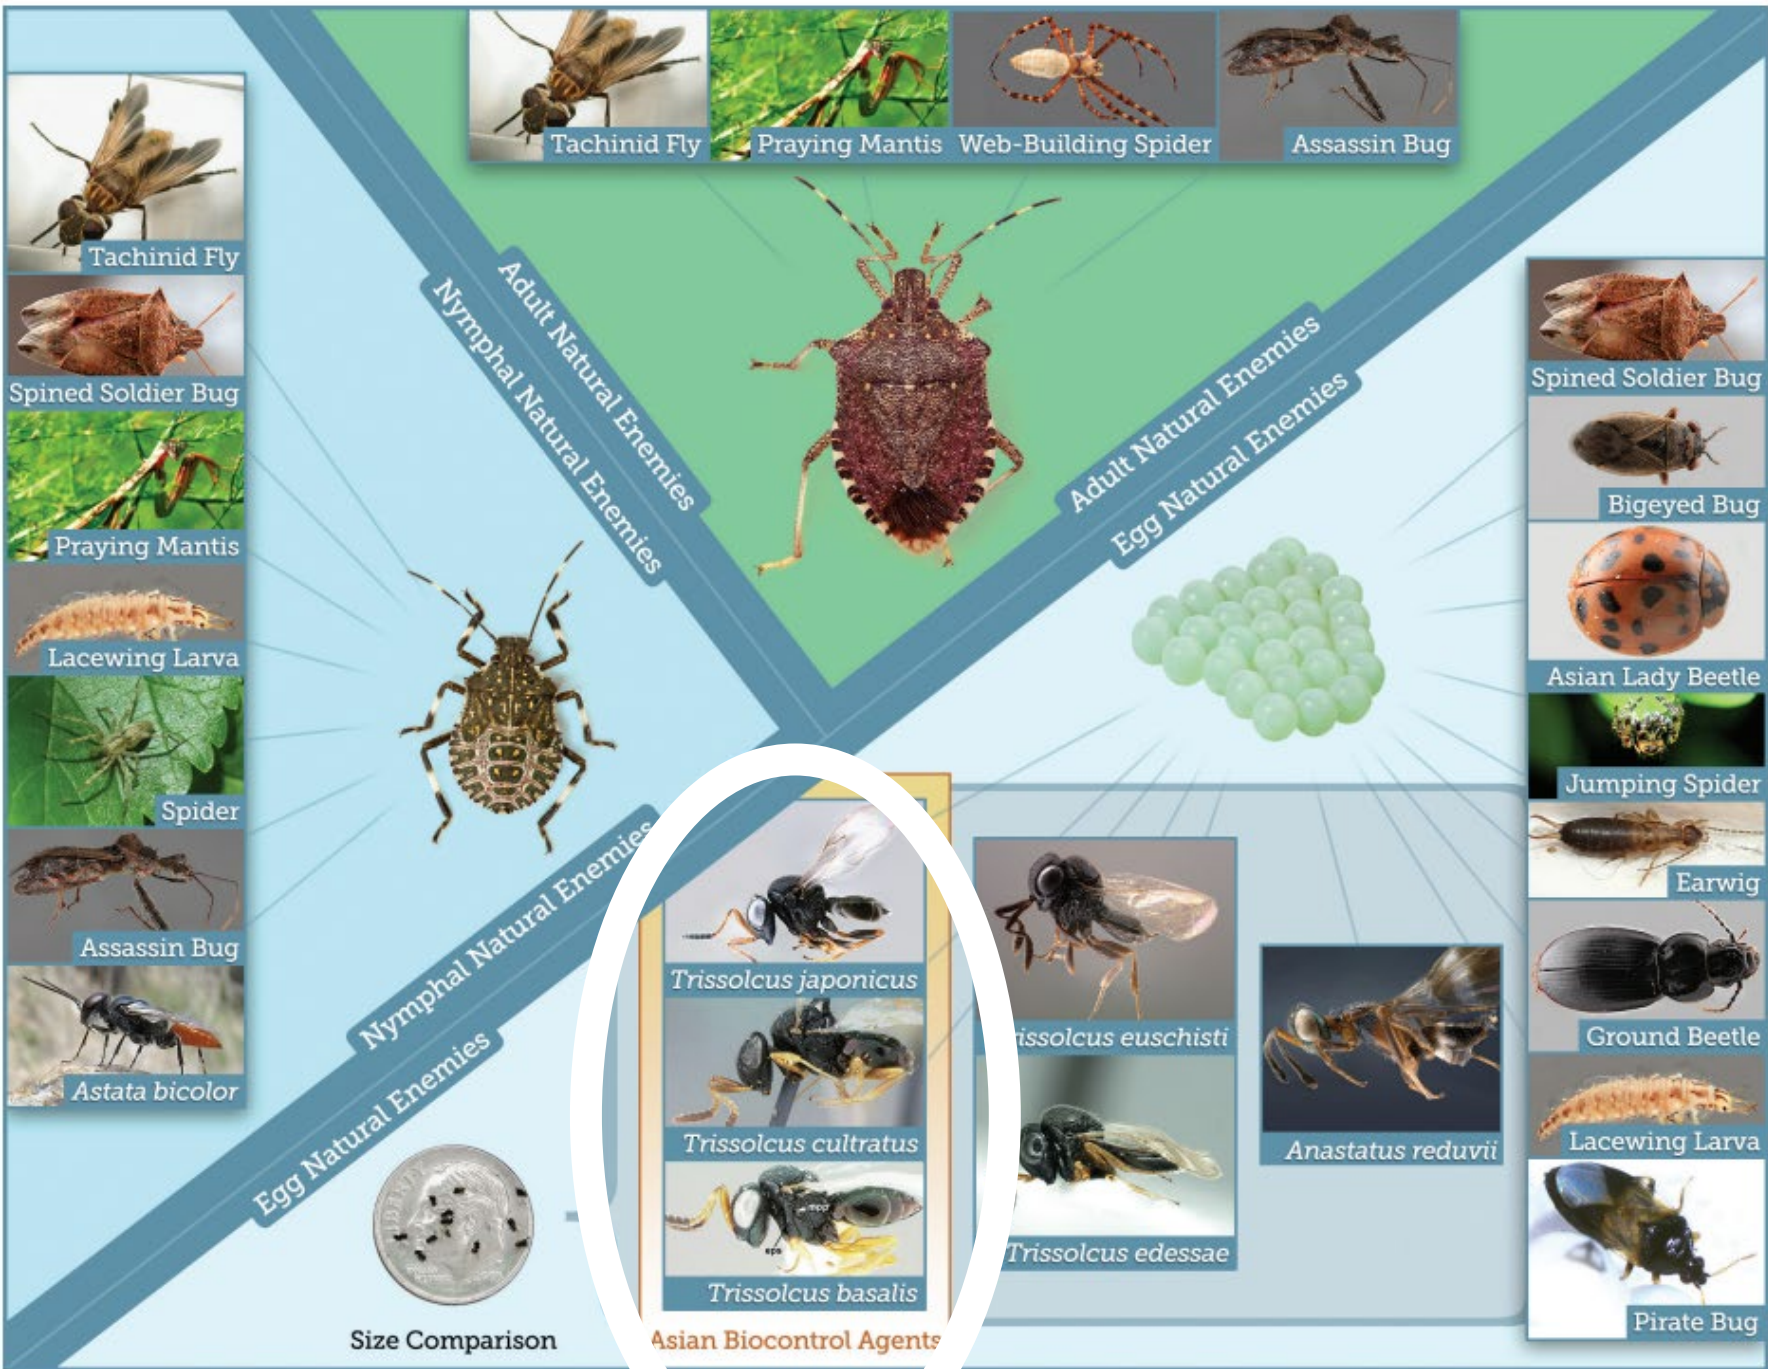 Tachinid Fly
Praying Mantis
Web-Building Spider
Assassin Bug
Tachinid Fly
Spined Soldier Bug
Praying Mantis
Lacewing Larva
Spider
Assassin Bug
Astata bicolor
Adult Natural Enemies
Nymphal Natural Enemies
Adult Natural Enemies
Egg Natural Enemies
Nymphal Natural Enemies
Egg Natural Enemies
Spined Soldier Bug
Bigeyed Bug
Asian Lady Beetle
Jumping Spider
Earwig
Ground Beetle
Lacewing Larva
Pirate Bug
Trissolcus japonicus
Trissolcus cultratus
mpp
eps
Trissolcus basalis
Asian Biocontrol Agents
rissolcus euschisti
Trissolcus edessae
Anastatus reduvii
Size Comparison